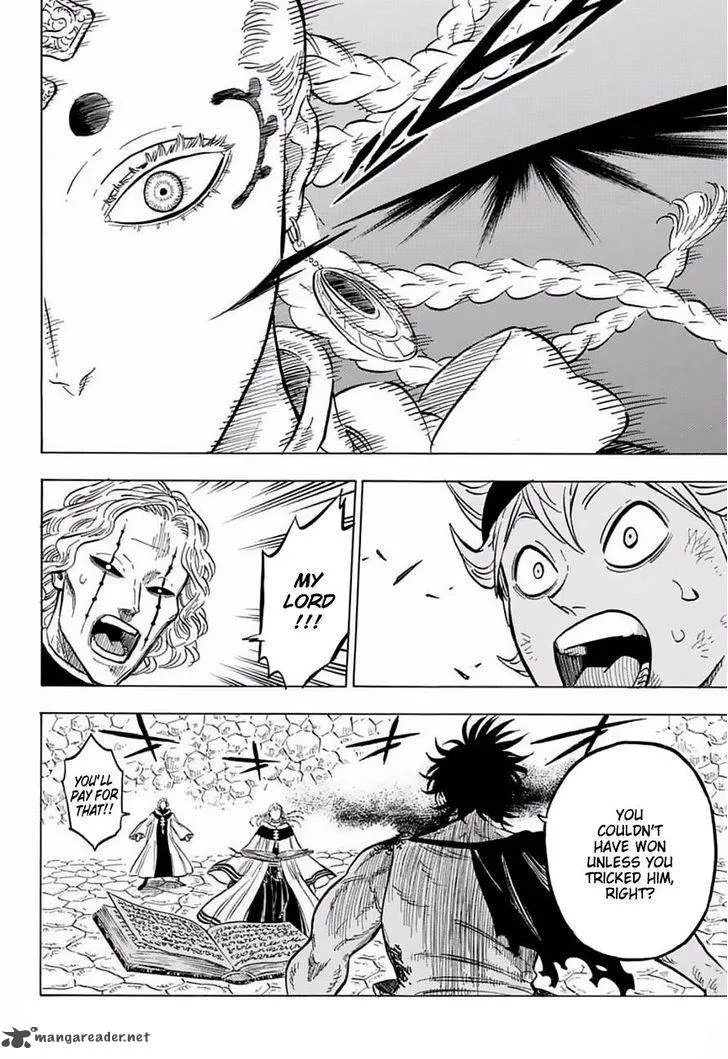 MY
LORD
!!!
YOU'LL
PAY FOR
THAT!!
YOU
COULDN'T
HAVE WON
UNLESS YOU
TRICKED HIM,
RIGHT?
mangareader.net